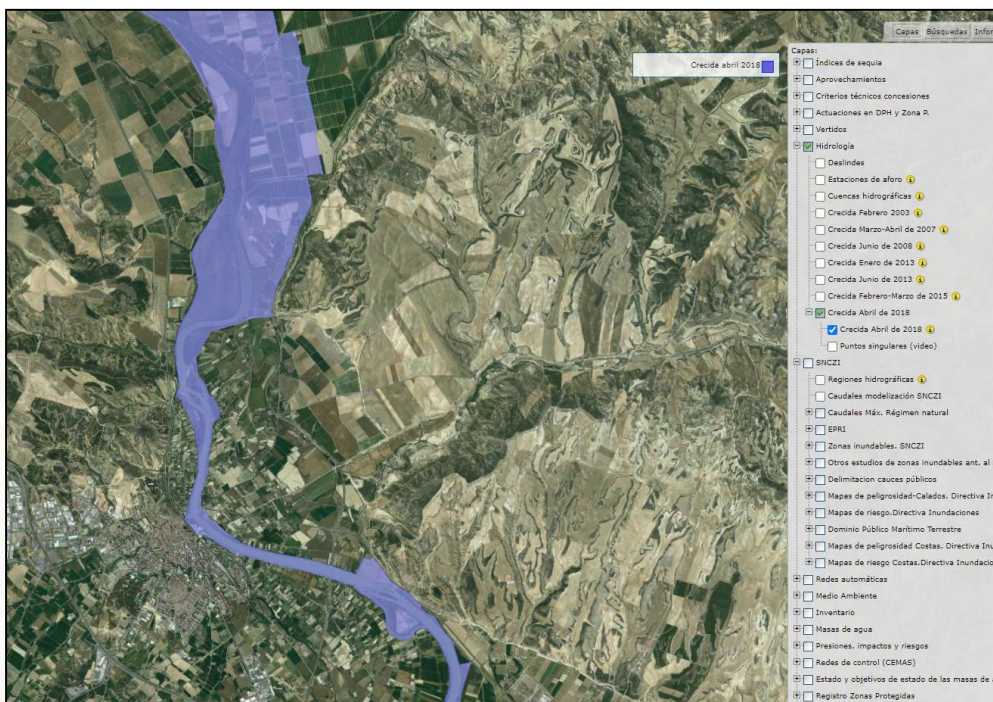 Capas Búsquedas Infor
Crecida abril 2018
Capas:
Índices de sequia
Aprovechamientos
Criterios técnicos concesiones
Actuaciones en DPH y Zona P.
Vertidos
Hidrología
Deslindes
Estaciones de aforo
Cuencas hidrográficas
Crecida Febrero 2003
Crecida Marzo-Abril de 2007
Crecida Junio de 2008
Crecida Enero de 2013
Crecida Junio de 2013
Crecida Febrero-Marzo de 2015
Crecida Abril de 2018
Crecida Abril de 2018
Puntos singulares (video)
SNCZI
Regiones hidrográficas
Caudales modelización SNCZI
Caudales Máx. Régimen natural
EPRI
Zonas inundables. SNCZI
Otros estudios de zonas inundables ant. al
Delimitacion cauces públicos
Mapas de peligrosidad-Calados. Directiva In
Mapas de riesgo.Directiva Inundaciones
Dominio Público Marítimo Terrestre
Mapas de peligrosidad Costas. Directiva Inu
Mapas de riesgo Costas.Directiva Inundacio
Redes automáticas
Medio Ambiente
Inventario
Masas de agua
Presiones, impactos y riesgos
Redes de control (CEMAS)
Estado y objetivos de estado de las masas de
Registro Zonas Protegidas